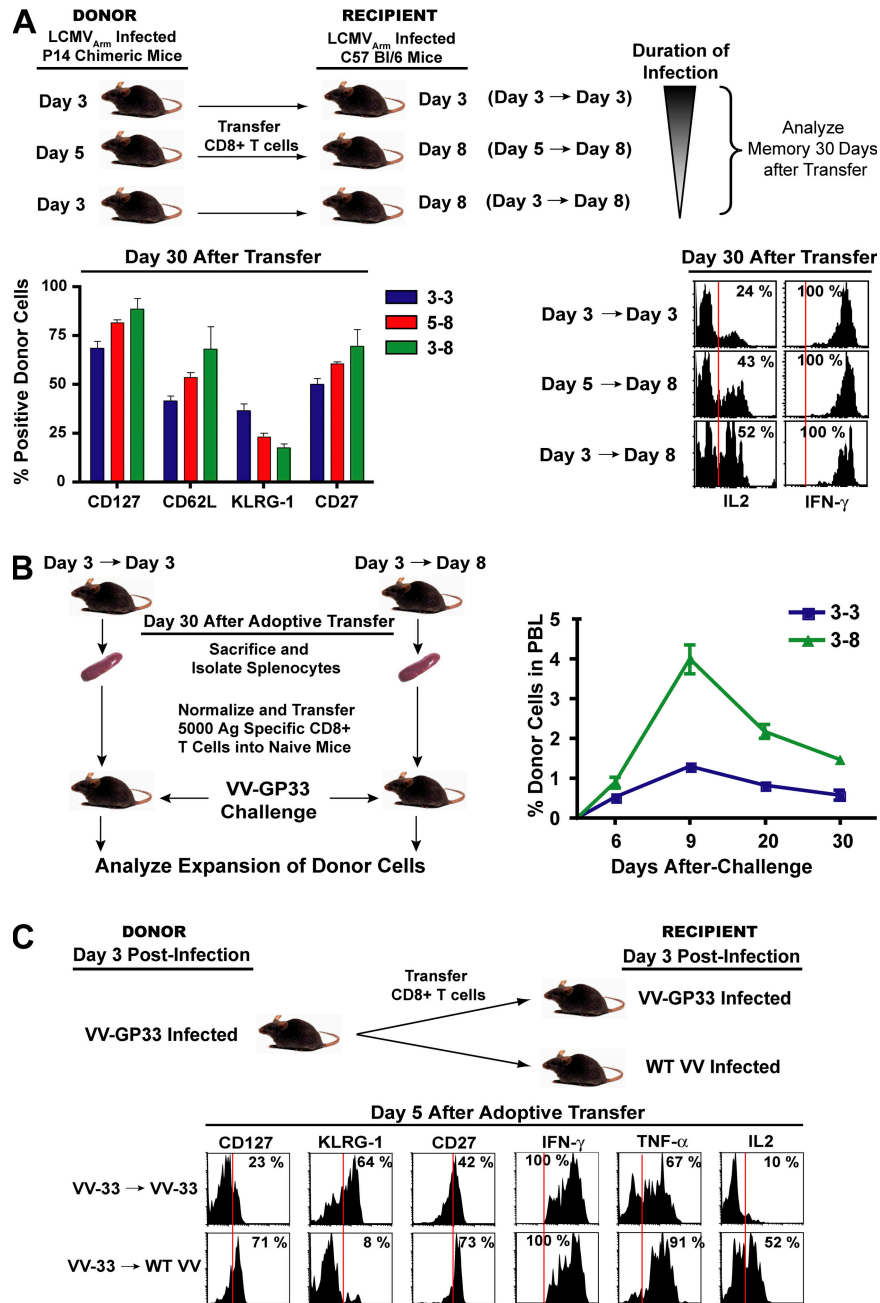 A
DONOR
LCMVArm Infected
P14 Chimeric Mice
RECIPIENT
LCMVArm Infected
C57 Bl/6 Mice
Duration of
Infection
Day 3
Day 3
(Day 3 → Day 3)
Transfer
CD8+ T cells
Day 5
Day 8
(Day 5 → Day 8)
Day 3
Day 8
(Day 3 → Day 8)
Analyze
Memory 30 Days
after Transfer
Day 30 After Transfer
% Positive Donor Cells
100
75
50
25
0
CD127
CD62L
KLRG-1
CD27
3-3
5-8
3-8
Day 30 After Transfer
Day 3 → Day 3
24 %
100 %
Day 5 → Day 8
43 %
100 %
Day 3 → Day 8
52 %
100 %
IL2
IFN-γ
B
Day 3 → Day 3
Day 3 → Day 8
Day 30 After Adoptive Transfer
Sacrifice and
Isolate Splenocytes
Normalize and Transfer
5000 Ag Specific CD8+
T Cells into Naive Mice
VV-GP33
Challenge
Analyze Expansion of Donor Cells
% Donor Cells in PBL
5
4
3
2
1
0
6
9
20
30
Days After-Challenge
3-3
3-8
C
DONOR
Day 3 Post-Infection
RECIPIENT
Day 3 Post-Infection
VV-GP33 Infected
Transfer
CD8+ T cells
VV-GP33 Infected
WT VV Infected
Day 5 After Adoptive Transfer
CD127
KLRG-1
CD27
IFN-γ
TNF-α
IL2
VV-33 → VV-33
23 %
64 %
42 %
100 %
67 %
10 %
VV-33 → WT VV
71 %
8 %
73 %
100 %
91 %
52 %